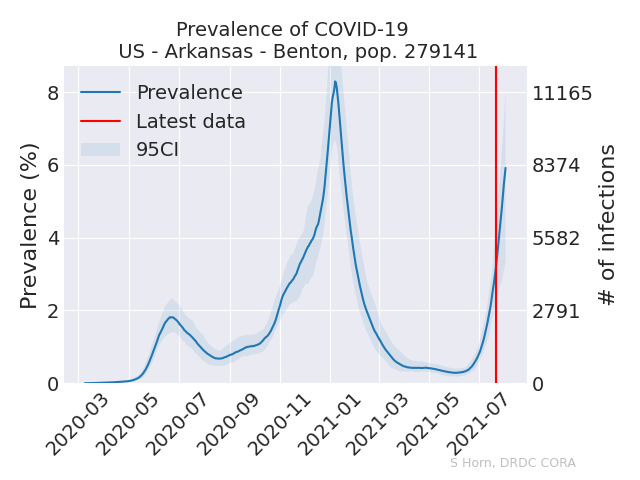 Prevalence of COVID-19
US - Arkansas - Benton, pop. 279141
Prevalence
Latest data
95CI
Prevalence (%)
8
6
4
2
0
# of infections
11165
8374
5582
2791
0
2020-03
2020-05
2020-07
2020-09
2020-11
2021-01
2021-03
2021-05
2021-07
S Horn, DRDC CORA